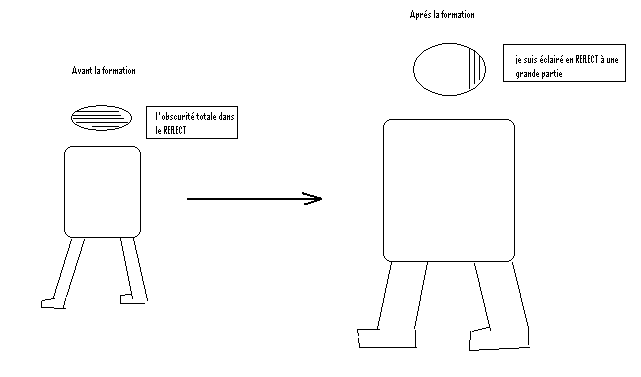 Aprés la formation
Avant la formation
je suis éclairé en REFLECT à une
grande partie
l'obscurité totale dans
le REFLECT